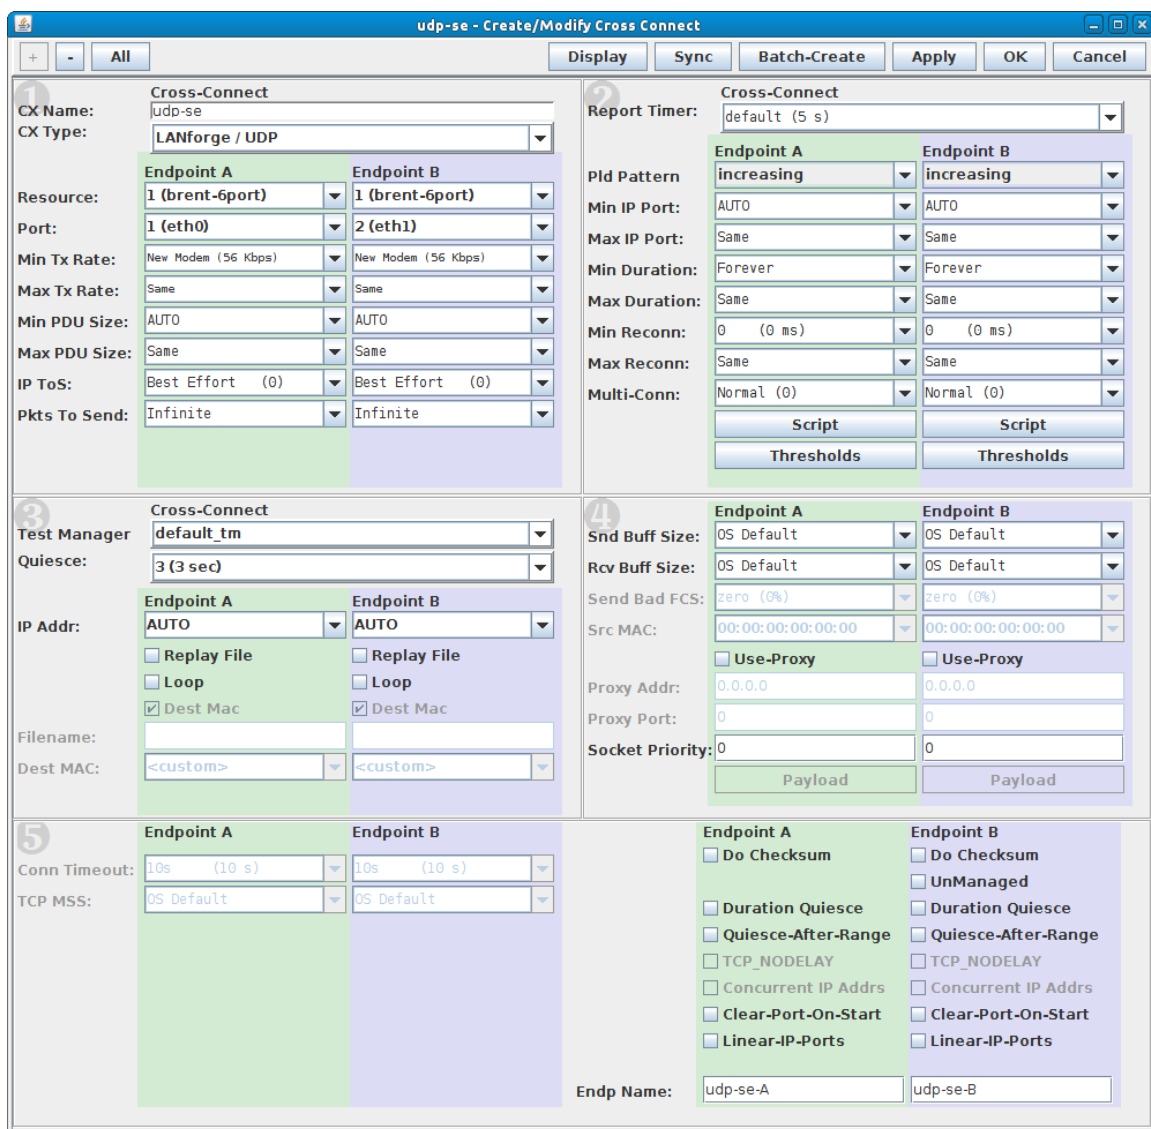 udp-se - Create/Modify Cross Connect
+ - All Display Sync Batch-Create Apply OK Cancel
1
Cross-Connect
CX Name: udp-se
CX Type: LANforge / UDP
Endpoint A Endpoint B
Resource: 1 (brent-6port) 1 (brent-6port)
Port: 1 (eth0) 2 (eth1)
Min Tx Rate: New Modem (56 Kbps) New Modem (56 Kbps)
Max Tx Rate: Same Same
Min PDU Size: AUTO AUTO
Max PDU Size: Same Same
IP ToS: Best Effort (0) Best Effort (0)
Pkts To Send: Infinite Infinite
2
Cross-Connect
Report Timer: default (5 s)
Endpoint A Endpoint B
Pld Pattern increasing increasing
Min IP Port: AUTO AUTO
Max IP Port: Same Same
Min Duration: Forever Forever
Max Duration: Same Same
Min Reconn: 0 (0 ms) 0 (0 ms)
Max Reconn: Same Same
Multi-Conn: Normal (0) Normal (0)
Script Script
Thresholds Thresholds
3
Cross-Connect
Test Manager default_tm
Quiesce: 3 (3 sec)
Endpoint A Endpoint B
IP Addr: AUTO AUTO
Replay File Replay File
Loop Loop
Dest Mac Dest Mac
Filename:
Dest MAC: <custom> <custom>
4
Endpoint A Endpoint B
Snd Buff Size: OS Default OS Default
Rcv Buff Size: OS Default OS Default
Send Bad FCS: zero (0%) zero (0%)
Src MAC: 00:00:00:00:00:00 00:00:00:00:00:00
Use-Proxy Use-Proxy
Proxy Addr: 0.0.0.0 0.0.0.0
Proxy Port: 0 0
Socket Priority: 0 0
Payload Payload
5
Endpoint A Endpoint B
Conn Timeout: 10s (10 s) 10s (10 s)
TCP MSS: OS Default OS Default
Endpoint A Endpoint B
Do Checksum Do Checksum
UnManaged
Duration Quiesce Duration Quiesce
Quiesce-After-Range Quiesce-After-Range
TCP_NODELAY TCP_NODELAY
Concurrent IP Addrs Concurrent IP Addrs
Clear-Port-On-Start Clear-Port-On-Start
Linear-IP-Ports Linear-IP-Ports
Endp Name: udp-se-A udp-se-B